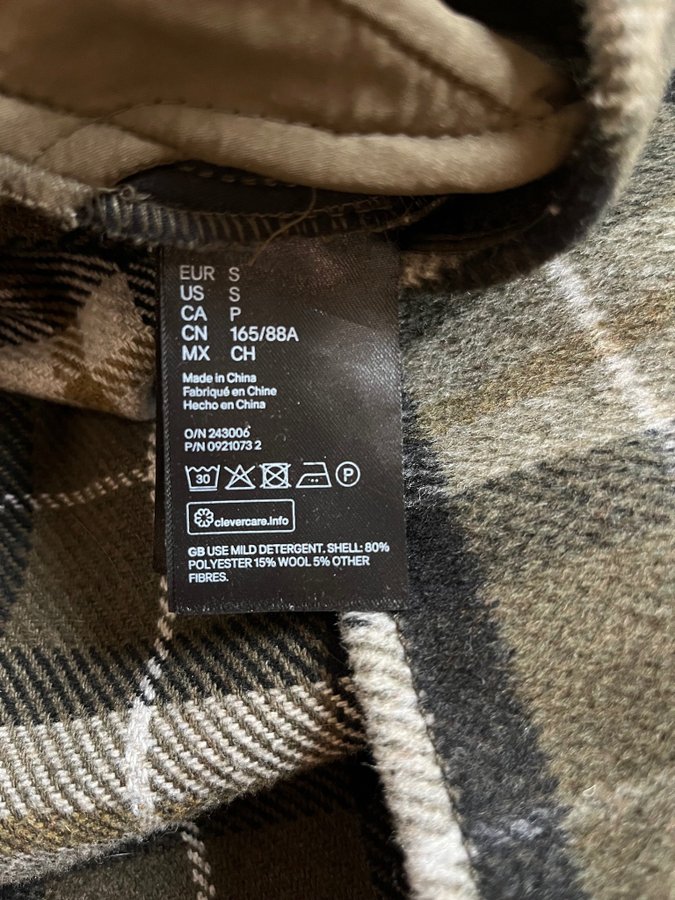 EUR S
US S
CA P
CN 165/88A
MX CH
Made in China
Fabriqué en Chine
Hecho en China
O/N 243006
P/N 0921073 2
30 P
clevercare.info
GB USE MILD DETERGENT. SHELL: 80%
POLYESTER 15% WOOL 5% OTHER
FIBRES.